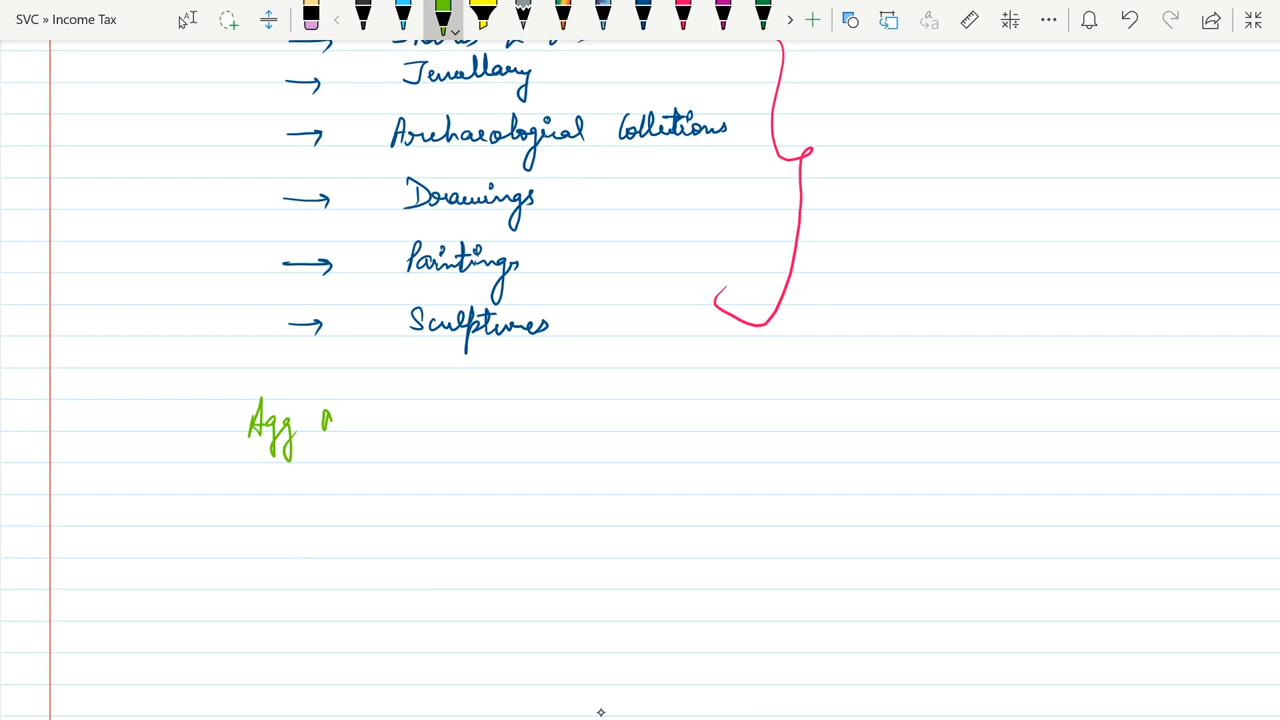 SVC » Income Tax
→ Jewellary
→ Archaeological Collections
→ Drawings
→ Paintings
→ Sculptures
Agg